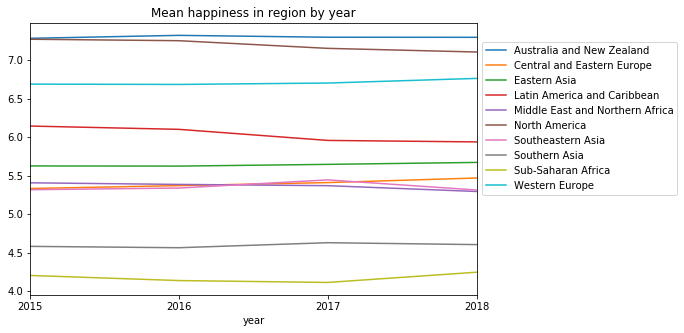 Mean happiness in region by year
7.0
6.5
6.0
5.5
5.0
4.5
4.0
2015 2016 2017 2018
year
Australia and New Zealand
Central and Eastern Europe
Eastern Asia
Latin America and Caribbean
Middle East and Northern Africa
North America
Southeastern Asia
Southern Asia
Sub-Saharan Africa
Western Europe